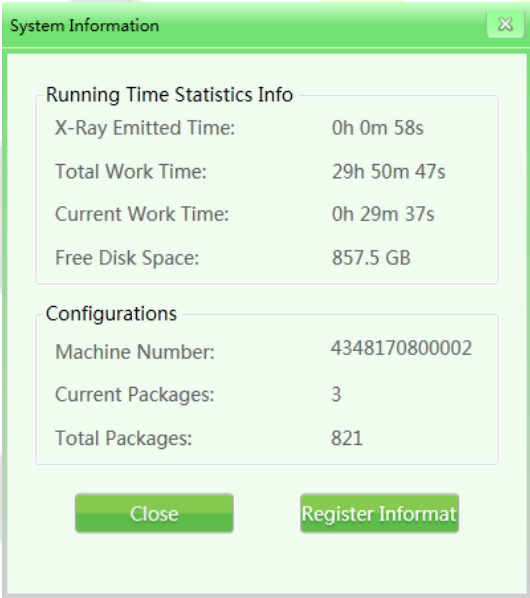 System Information
Running Time Statistics Info
X-Ray Emitted Time: 0h 0m 58s
Total Work Time: 29h 50m 47s
Current Work Time: 0h 29m 37s
Free Disk Space: 857.5 GB
Configurations
Machine Number: 4348170800002
Current Packages: 3
Total Packages: 821
Close Register Informat